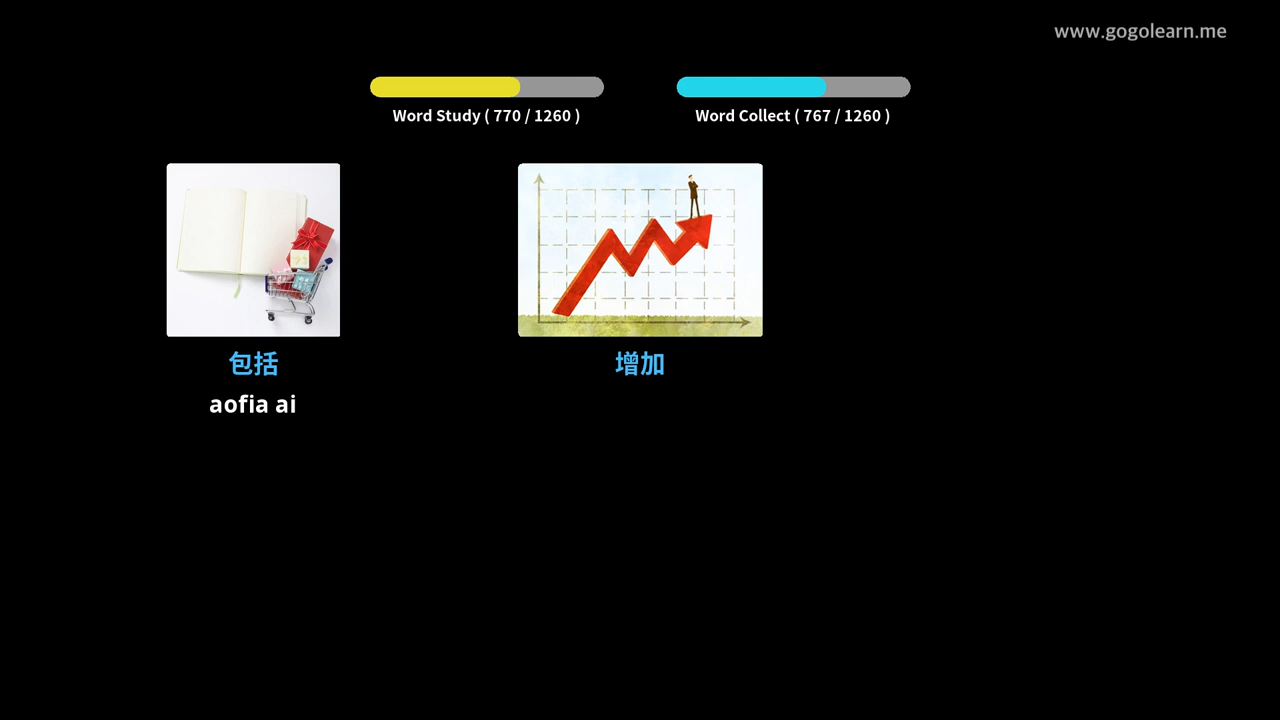 www.gogolearn.me
Word Study ( 770 / 1260 )
Word Collect ( 767 / 1260 )
包括
增加
aofia ai